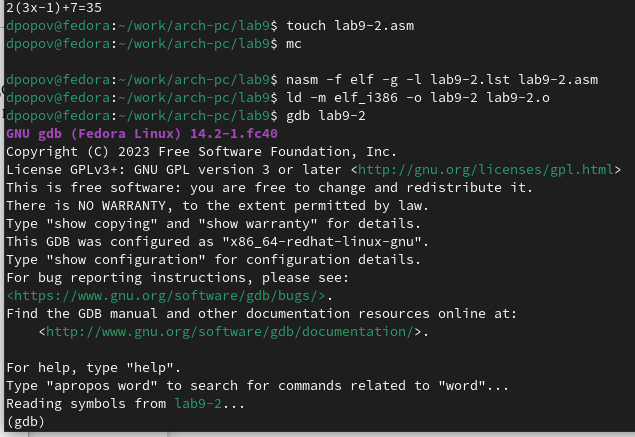 2(3x-1)+7=35
dpopov@fedora:~/work/arch-pc/lab9$ touch lab9-2.asm
dpopov@fedora:~/work/arch-pc/lab9$ mc

dpopov@fedora:~/work/arch-pc/lab9$ nasm -f elf -g -l lab9-2.lst lab9-2.asm
dpopov@fedora:~/work/arch-pc/lab9$ ld -m elf_i386 -o lab9-2 lab9-2.o
dpopov@fedora:~/work/arch-pc/lab9$ gdb lab9-2
GNU gdb (Fedora Linux) 14.2-1.fc40
Copyright (C) 2023 Free Software Foundation, Inc.
License GPLv3+: GNU GPL version 3 or later <http://gnu.org/licenses/gpl.html>
This is free software: you are free to change and redistribute it.
There is NO WARRANTY, to the extent permitted by law.
Type "show copying" and "show warranty" for details.
This GDB was configured as "x86_64-redhat-linux-gnu".
Type "show configuration" for configuration details.
For bug reporting instructions, please see:
<https://www.gnu.org/software/gdb/bugs/>.
Find the GDB manual and other documentation resources online at:
    <http://www.gnu.org/software/gdb/documentation/>.

For help, type "help".
Type "apropos word" to search for commands related to "word"...
Reading symbols from lab9-2...
(gdb)